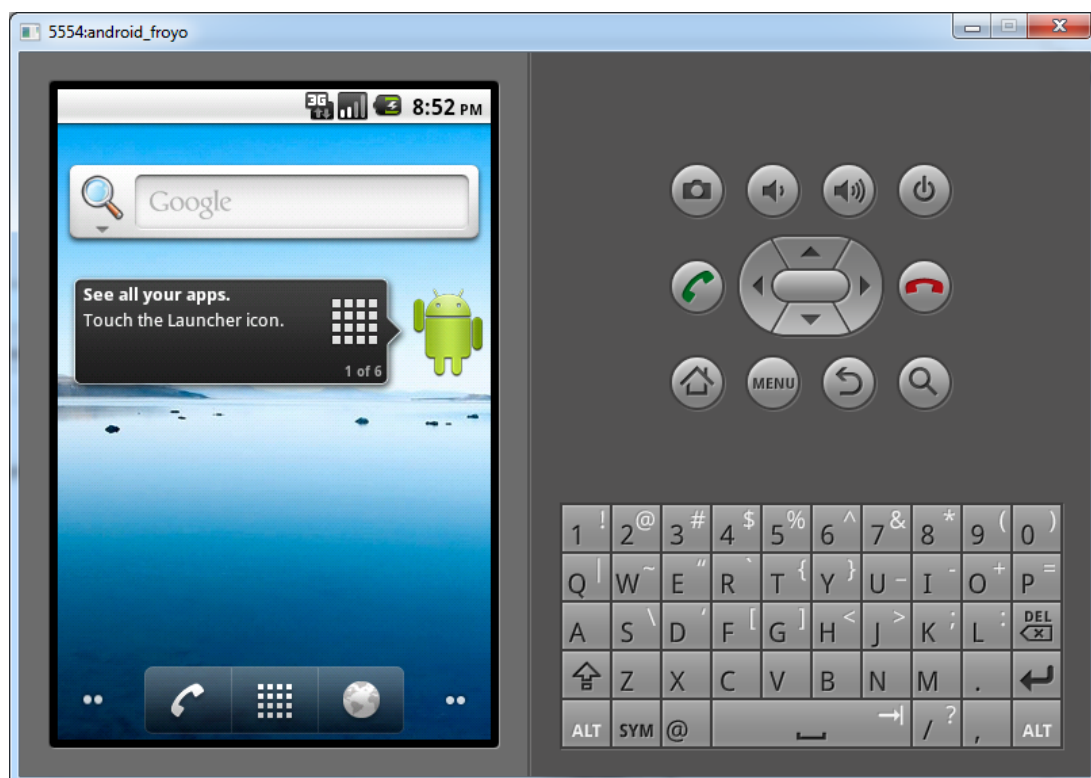 5554:android_froyo
3G 8:52 PM
Google
See all your apps.
Touch the Launcher icon.
1 of 6
MENU
1 ! 2 @ 3 # 4 $ 5 % 6 ^ 7 & 8 * 9 ( 0 )
Q | W ~ E " R ` T { Y } U _ I - O + P =
A S \ D ' F [ G ] H < J > K ; L : DEL
Z X C V B N M .
ALT SYM @ / ? , ALT